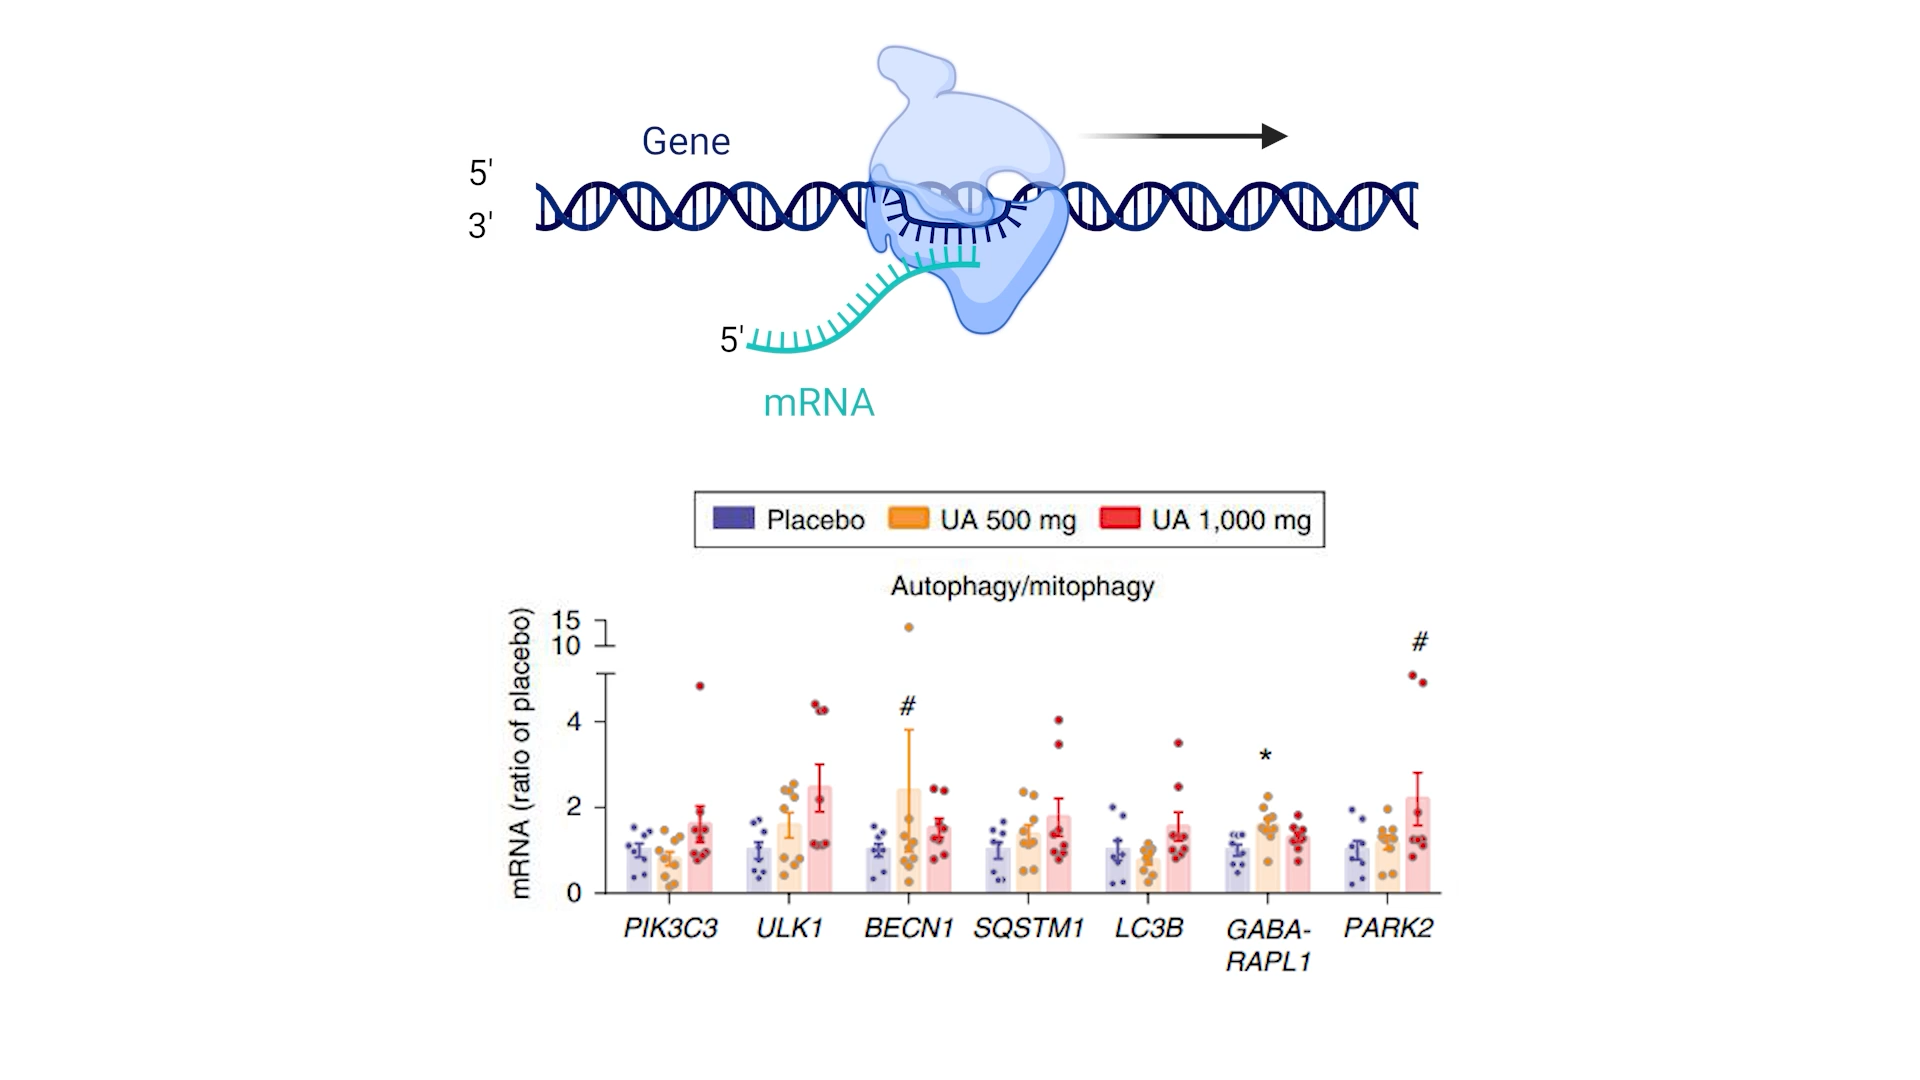 Gene
5'
3'
5'
mRNA
Placebo UA 500 mg UA 1,000 mg
Autophagy/mitophagy
mRNA (ratio of placebo)
15
10
4
2
0
#
*
#
PIK3C3 ULK1 BECN1 SQSTM1 LC3B GABA- PARK2
RAPL1